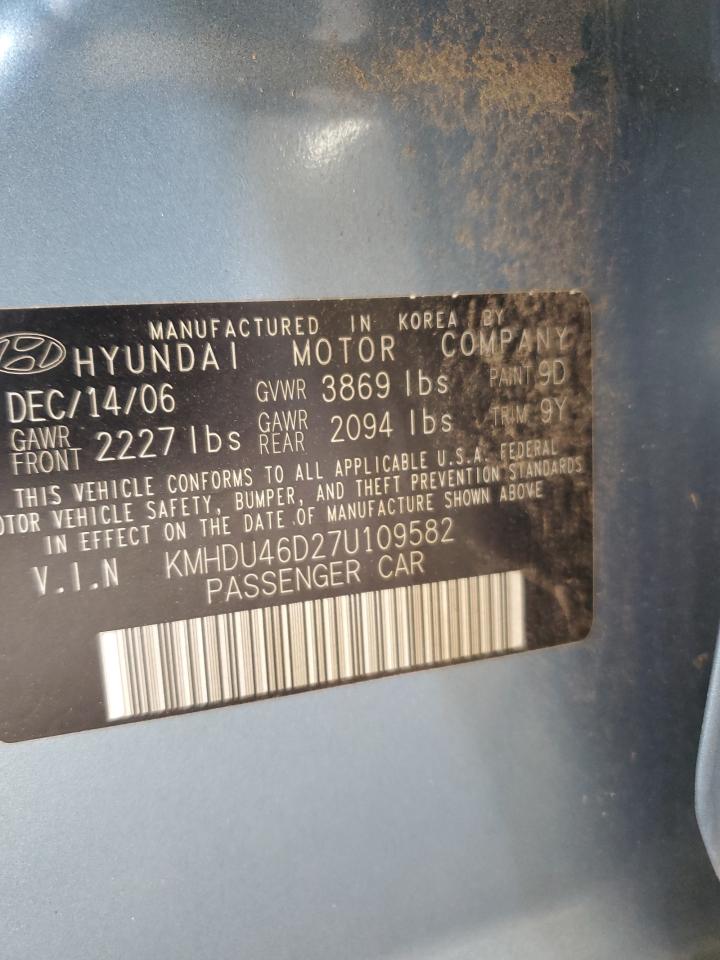 MANUFACTURED IN KOREA BY
HYUNDAI MOTOR COMPANY
DEC/14/06 GVWR 3869 lbs PAINT 9D
GAWR FRONT 2227 lbs GAWR REAR 2094 lbs TRIM 9Y
THIS VEHICLE CONFORMS TO ALL APPLICABLE U.S.A. FEDERAL
MOTOR VEHICLE SAFETY, BUMPER, AND THEFT PREVENTION STANDARDS
IN EFFECT ON THE DATE OF MANUFACTURE SHOWN ABOVE
V.I.N KMHDU46D27U109582
PASSENGER CAR